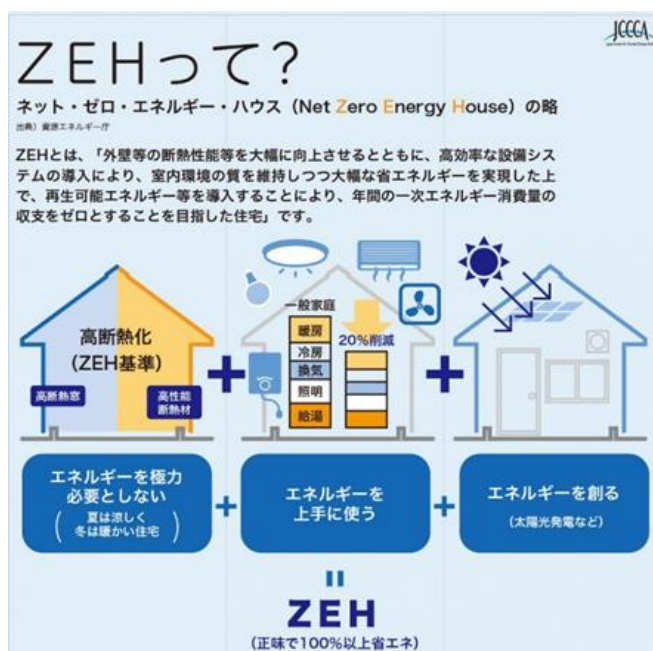 JCCCA
ZEHって?
ネット・ゼロ・エネルギー・ハウス(Net Zero Energy House)の略
出典)資源エネルギー庁
ZEHとは、「外壁等の断熱性能等を大幅に向上させるとともに、高効率な設備シス
テムの導入により、室内環境の質を維持しつつ大幅な省エネルギーを実現した上
で、再生可能エネルギー等を導入することにより、年間の一次エネルギー消費量の
収支をゼロとすることを目指した住宅」です。
高断熱化
(ZEH基準)
高断熱窓
高性能
断熱材
+
一般家庭
暖房
冷房
換気
照明
給湯
20%削減
+
エネルギーを極力
必要としない
(夏は涼しく
冬は暖かい住宅)
+
エネルギーを
上手に使う
+
エネルギーを創る
(太陽光発電など)
=
ZEH
(正味で100%以上省エネ)